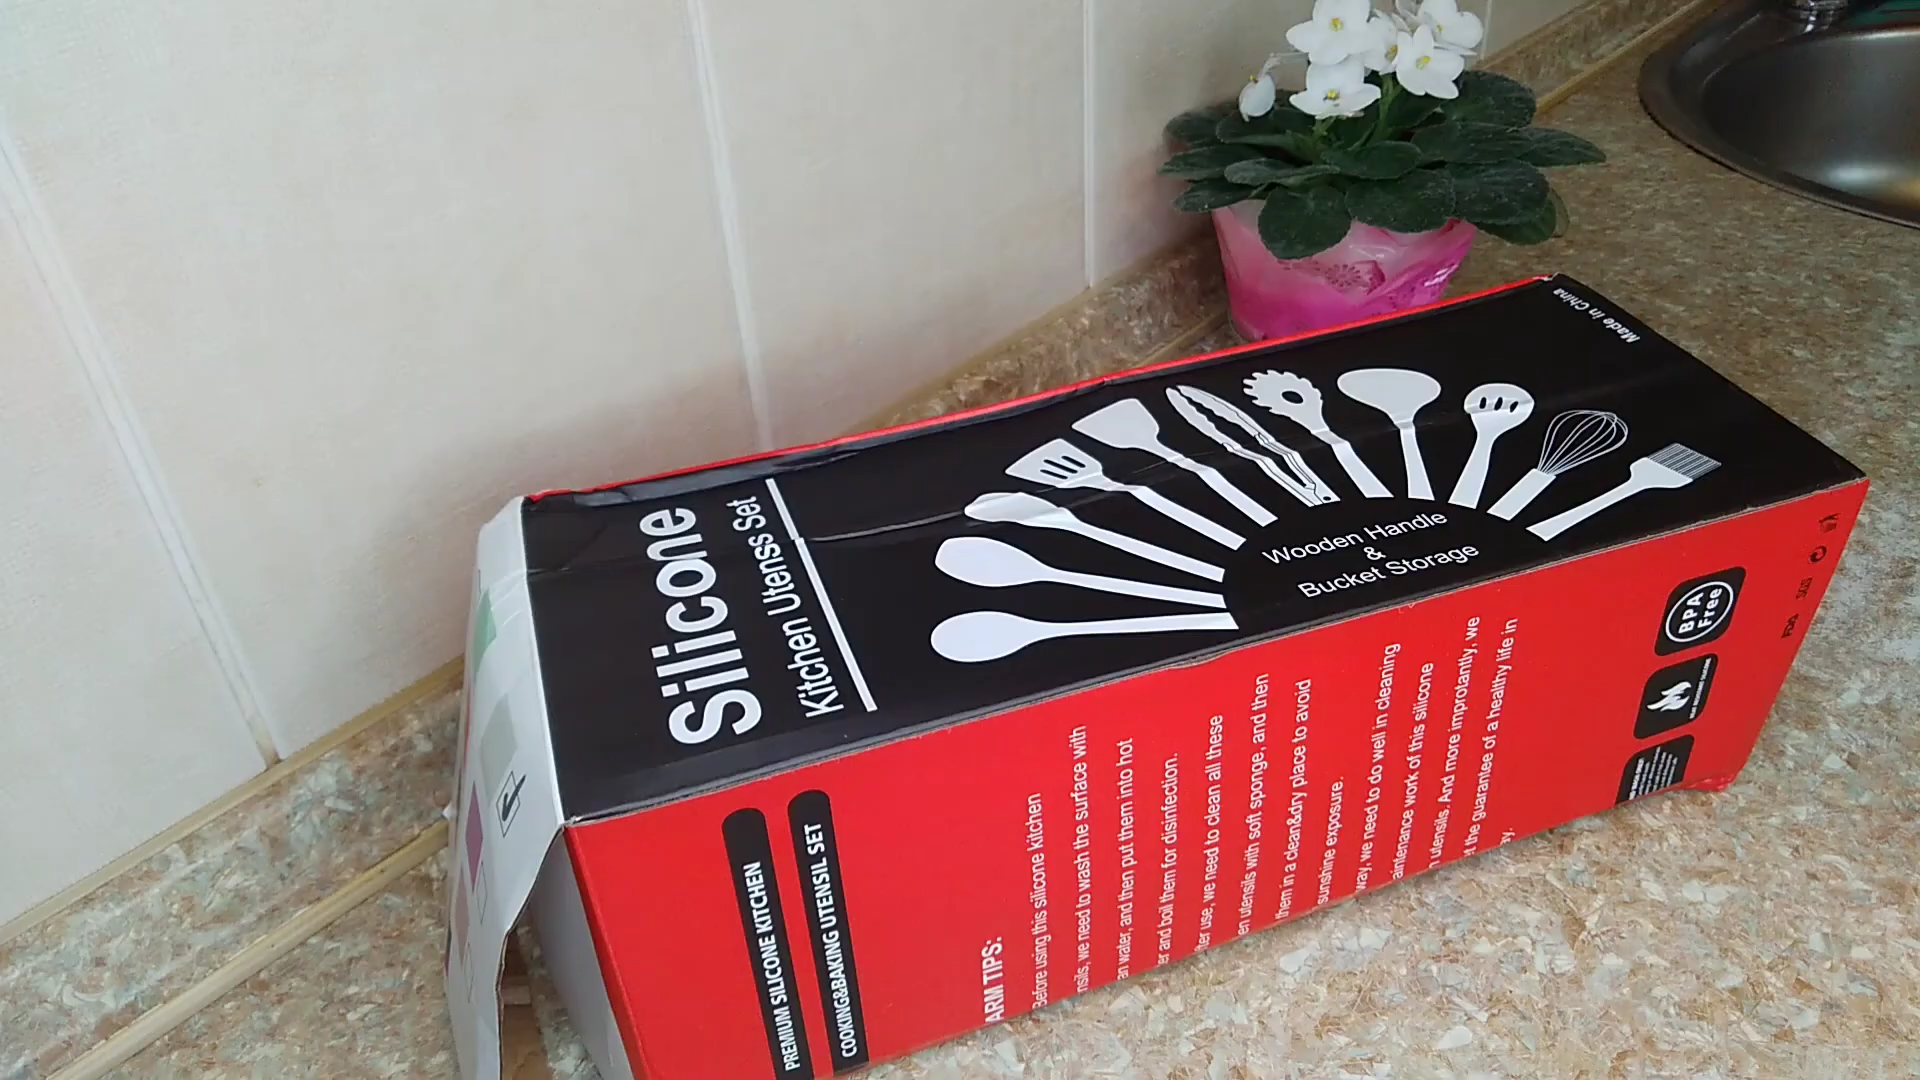 Silicone
Kitchen Utenss Set
Wooden Handle
&
Bucket Storage
Made in China
PREMIUM SILICONE KITCHEN
COOKING&BAKING UTENSIL SET
ARM TIPS:
Before using this silicone kitchen
nsils, we need to wash the surface with
an water, and then put them into hot
er and boil them for disinfection.
ter use, we need to clean all these
en utensils with soft sponge, and then
them in a clean&dry place to avoid
sunshine exposure.
way, we need to do well in cleaning
aintenance work of this silicone
n utensils. And more improtantly, we
of the guarantee of a healthy life in
ay.
BPA
Free